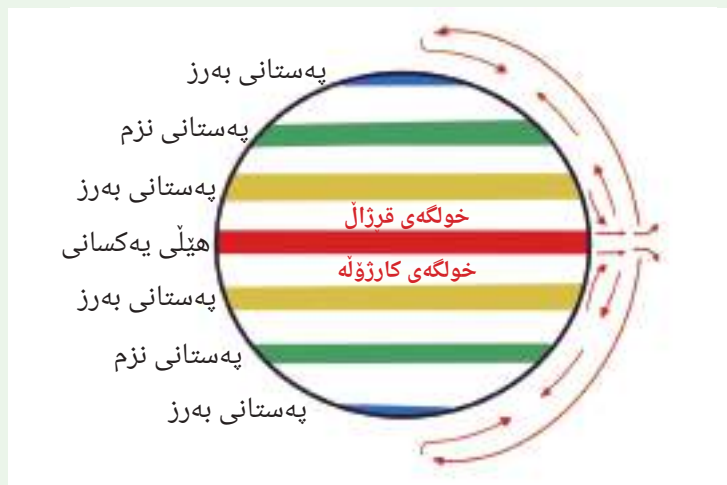 پەستانی بەرز
پەستانی نزم
پەستانی بەرز
خولگەی قرژاڵ
هێڵی یەکسانی
خولگەی کارژۆڵە
پەستانی بەرز
پەستانی نزم
پەستانی بەرز